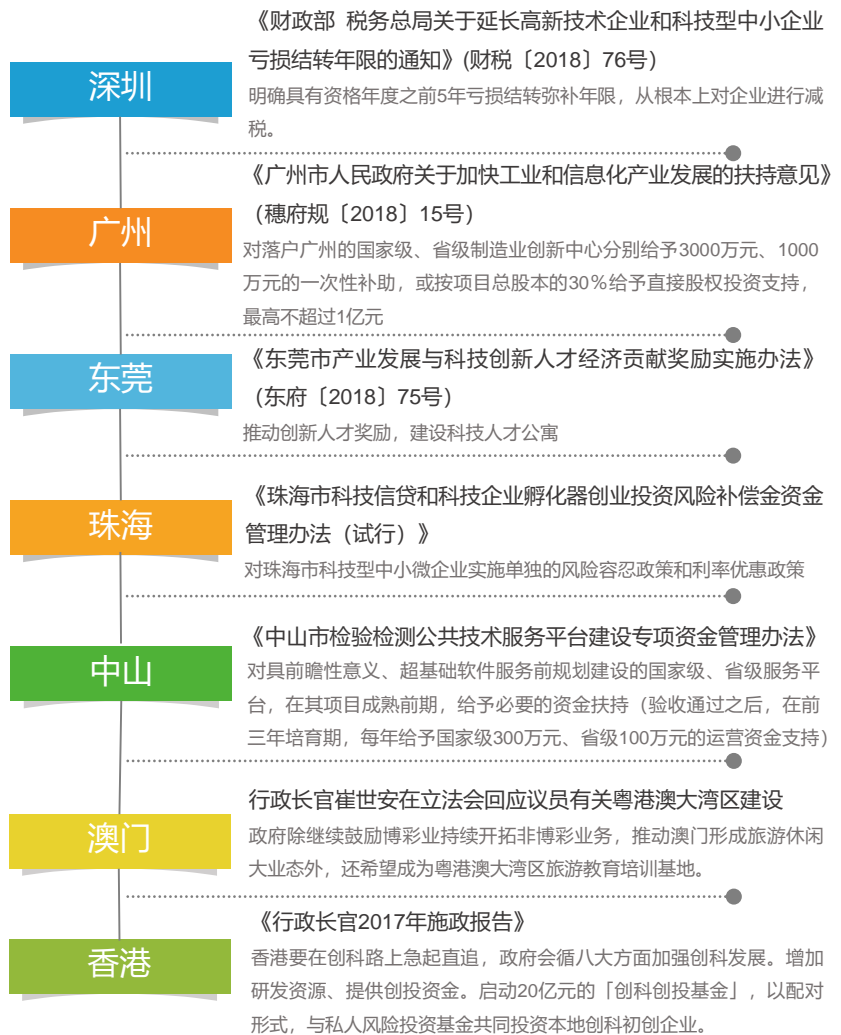 《财政部 税务总局关于延长高新技术企业和科技型中小企业
亏损结转年限的通知》(财税〔2018〕76号)
深圳
明确具有资格年度之前5年亏损结转弥补年限，从根本上对企业进行减
税。
《广州市人民政府关于加快工业和信息化产业发展的扶持意见》
（穗府规〔2018〕15号）
广州
对落户广州的国家级、省级制造业创新中心分别给予3000万元、1000
万元的一次性补助，或按项目总股本的30%给予直接股权投资支持，
最高不超过1亿元
《东莞市产业发展与科技创新人才经济贡献奖励实施办法》
东莞
（东府〔2018〕75号）
推动创新人才奖励，建设科技人才公寓
《珠海市科技信贷和科技企业孵化器创业投资风险补偿金资金
珠海
管理办法（试行）》
对珠海市科技型中小微企业实施单独的风险容忍政策和利率优惠政策
《中山市检验检测公共技术服务平台建设专项资金管理办法》
中山
对具前瞻性意义、超基础软件服务前规划建设的国家级、省级服务平
台，在其项目成熟前期，给予必要的资金扶持（验收通过之后，在前
三年培育期，每年给予国家级300万元、省级100万元的运营资金支持）
行政长官崔世安在立法会回应议员有关粤港澳大湾区建设
澳门
政府除继续鼓励博彩业持续开拓非博彩业务，推动澳门形成旅游休闲
大业态外，还希望成为粤港澳大湾区旅游教育培训基地。
《行政长官2017年施政报告》
香港
香港要在创科路上急起直追，政府会循八大方面加强创科发展。增加
研发资源、提供创投资金。启动20亿元的「创科创投基金」，以配对
形式，与私人风险投资基金共同投资本地创科初创企业。